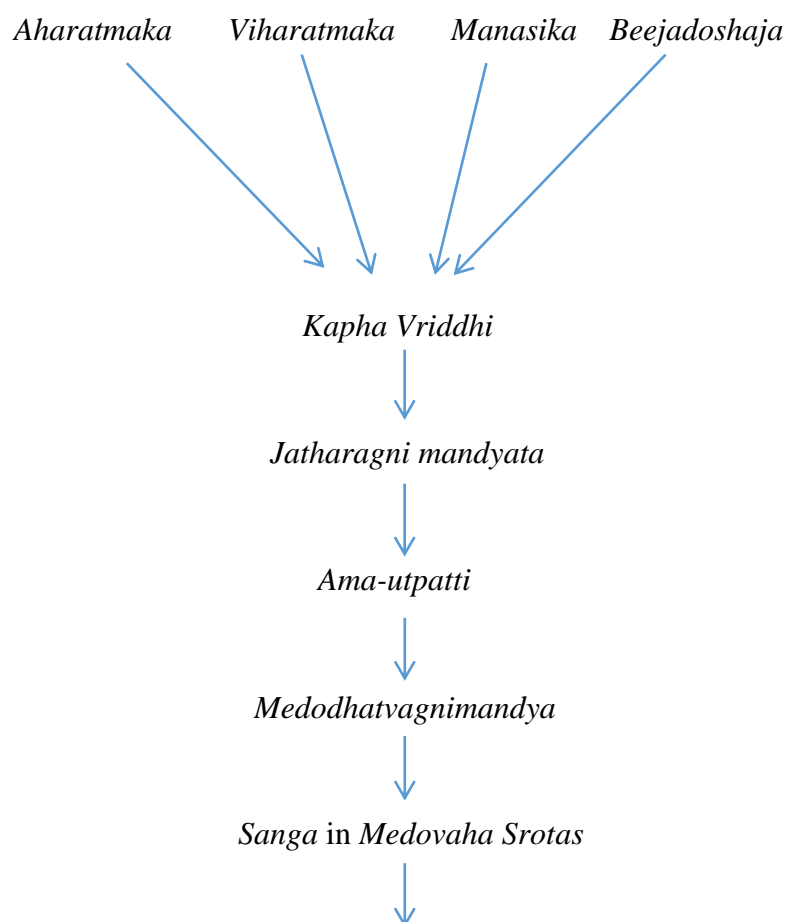 Aharatmaka Viharatmaka Manasika Beejadoshaja
Kapha Vriddhi
Jatharagni mandyata
Ama-utpatti
Medodhatvagnimandya
Sanga in Medovaha Srotas